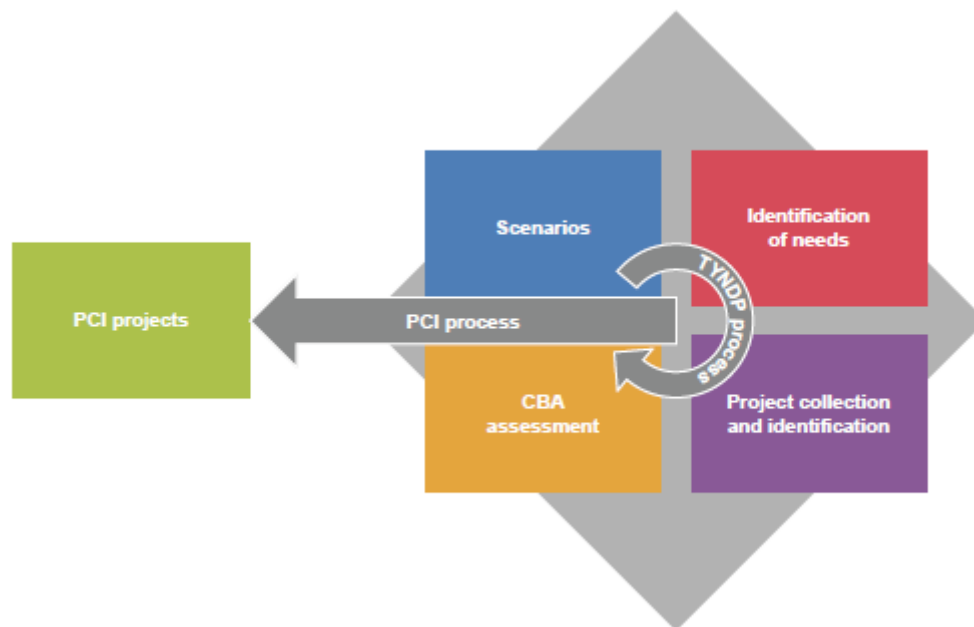 Scenarios
Identification
of needs
TYNDP process
PCI projects
PCI process
CBA
assessment
Project collection
and identification